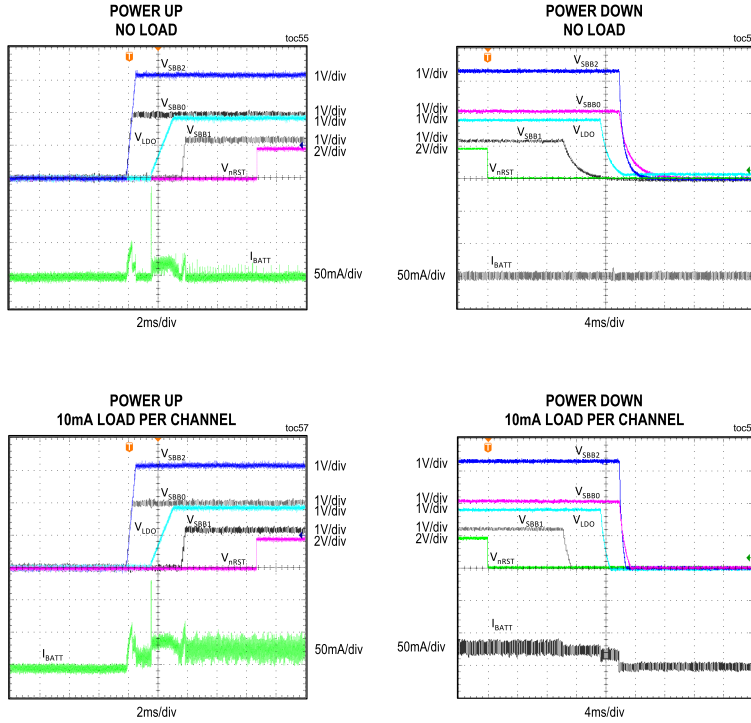 POWER UP
NO LOAD
toc55
T
VSBB2
1V/div
VSBB0
1V/div
1V/div
VLDO
VSBB1
1V/div
2V/div
VnRST
IBATT
50mA/div
2ms/div
POWER DOWN
NO LOAD
toc5
T
VSBB2
1V/div
VSBB0
1V/div
1V/div
VSBB1
VLDO
1V/div
2V/div
VnRST
IBATT
50mA/div
4ms/div
POWER UP
10mA LOAD PER CHANNEL
toc57
T
VSBB2
1V/div
VSBB0
1V/div
1V/div
VLDO
VSBB1
1V/div
2V/div
VnRST
IBATT
50mA/div
2ms/div
POWER DOWN
10mA LOAD PER CHANNEL
toc5
T
VSBB2
1V/div
VSBB0
1V/div
1V/div
VSBB1
VLDO
1V/div
2V/div
VnRST
IBATT
50mA/div
4ms/div